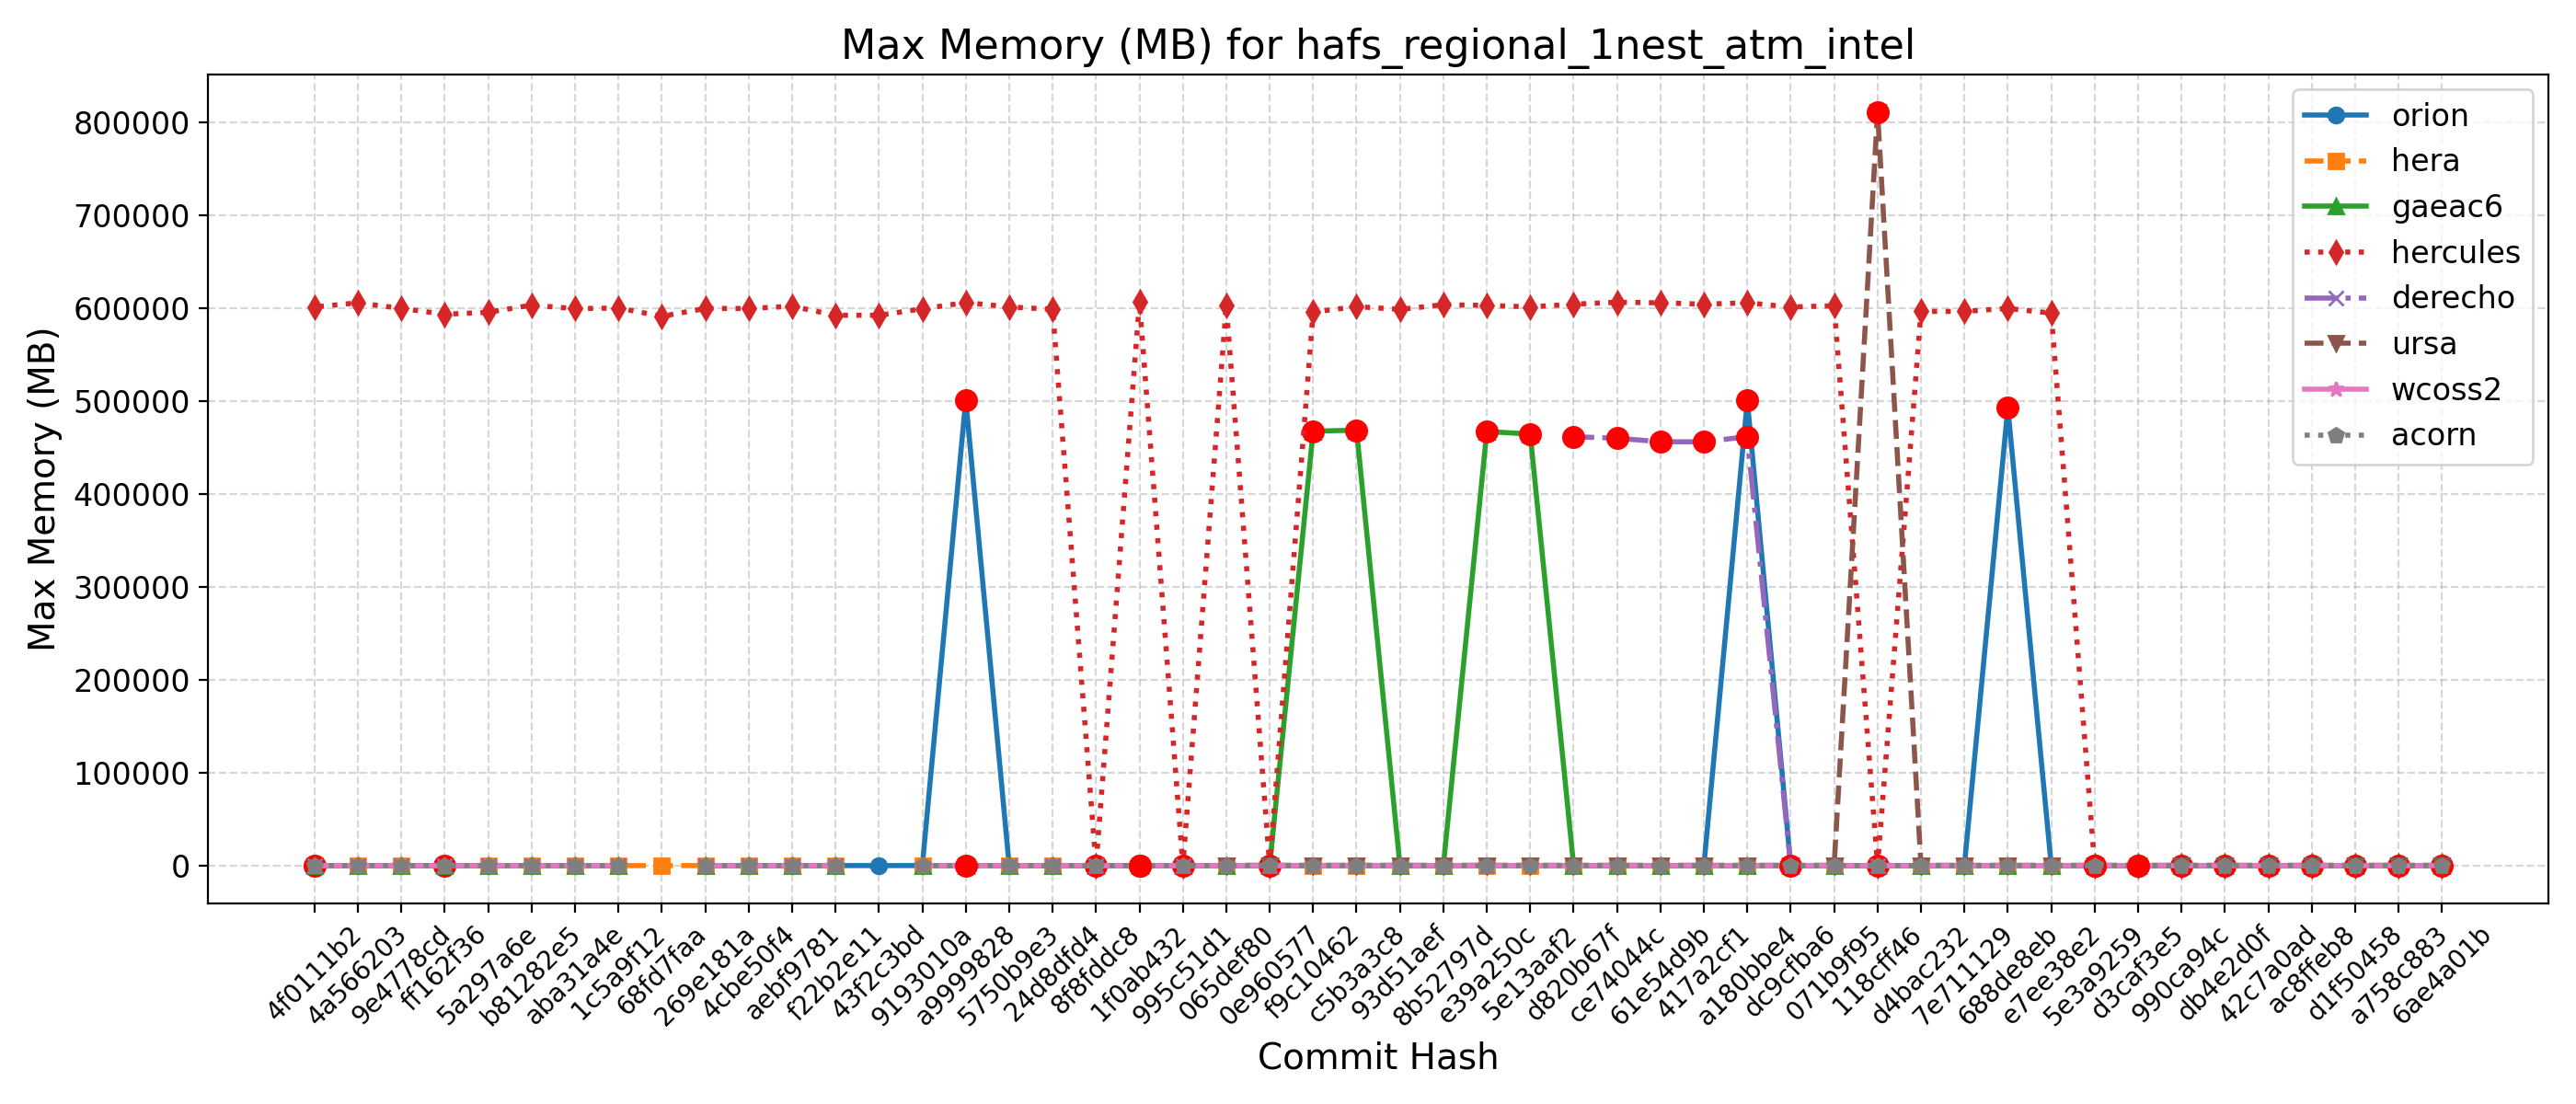 Max Memory (MB) for hafs_regional_1nest_atm_intel
Max Memory (MB)
800000
700000
600000
500000
400000
300000
200000
100000
0
orion
hera
gaeac6
hercules
derecho
ursa
wcoss2
acorn
4f0111b2
4a566203
9e4778cd
ff162f36
5a297a6e
b81282e5
aba31a4e
1c5a9f12
68fd7faa
269e181a
4cbe50f4
aebf9781
f22b2e11
43f2c3bd
9193010a
a9999828
5750b9e3
24d8dfd4
8f8fddc8
1f0ab432
995c51d1
065def80
0e960577
f9c10462
c5b3a3c8
93d51aef
8b52797d
e39a250c
5e13aaf2
d820b67f
ce74044c
61e54d9b
417a2cf1
a180bbe4
dc9cfba6
071b9f95
118cff46
d4bac232
7e711129
688de8eb
e7ee38e2
5e3a9259
d3caf3e5
990ca94c
db4e2d0f
42c7a0ad
ac8ffeb8
d1f50458
a758c883
6ae4a01b
Commit Hash